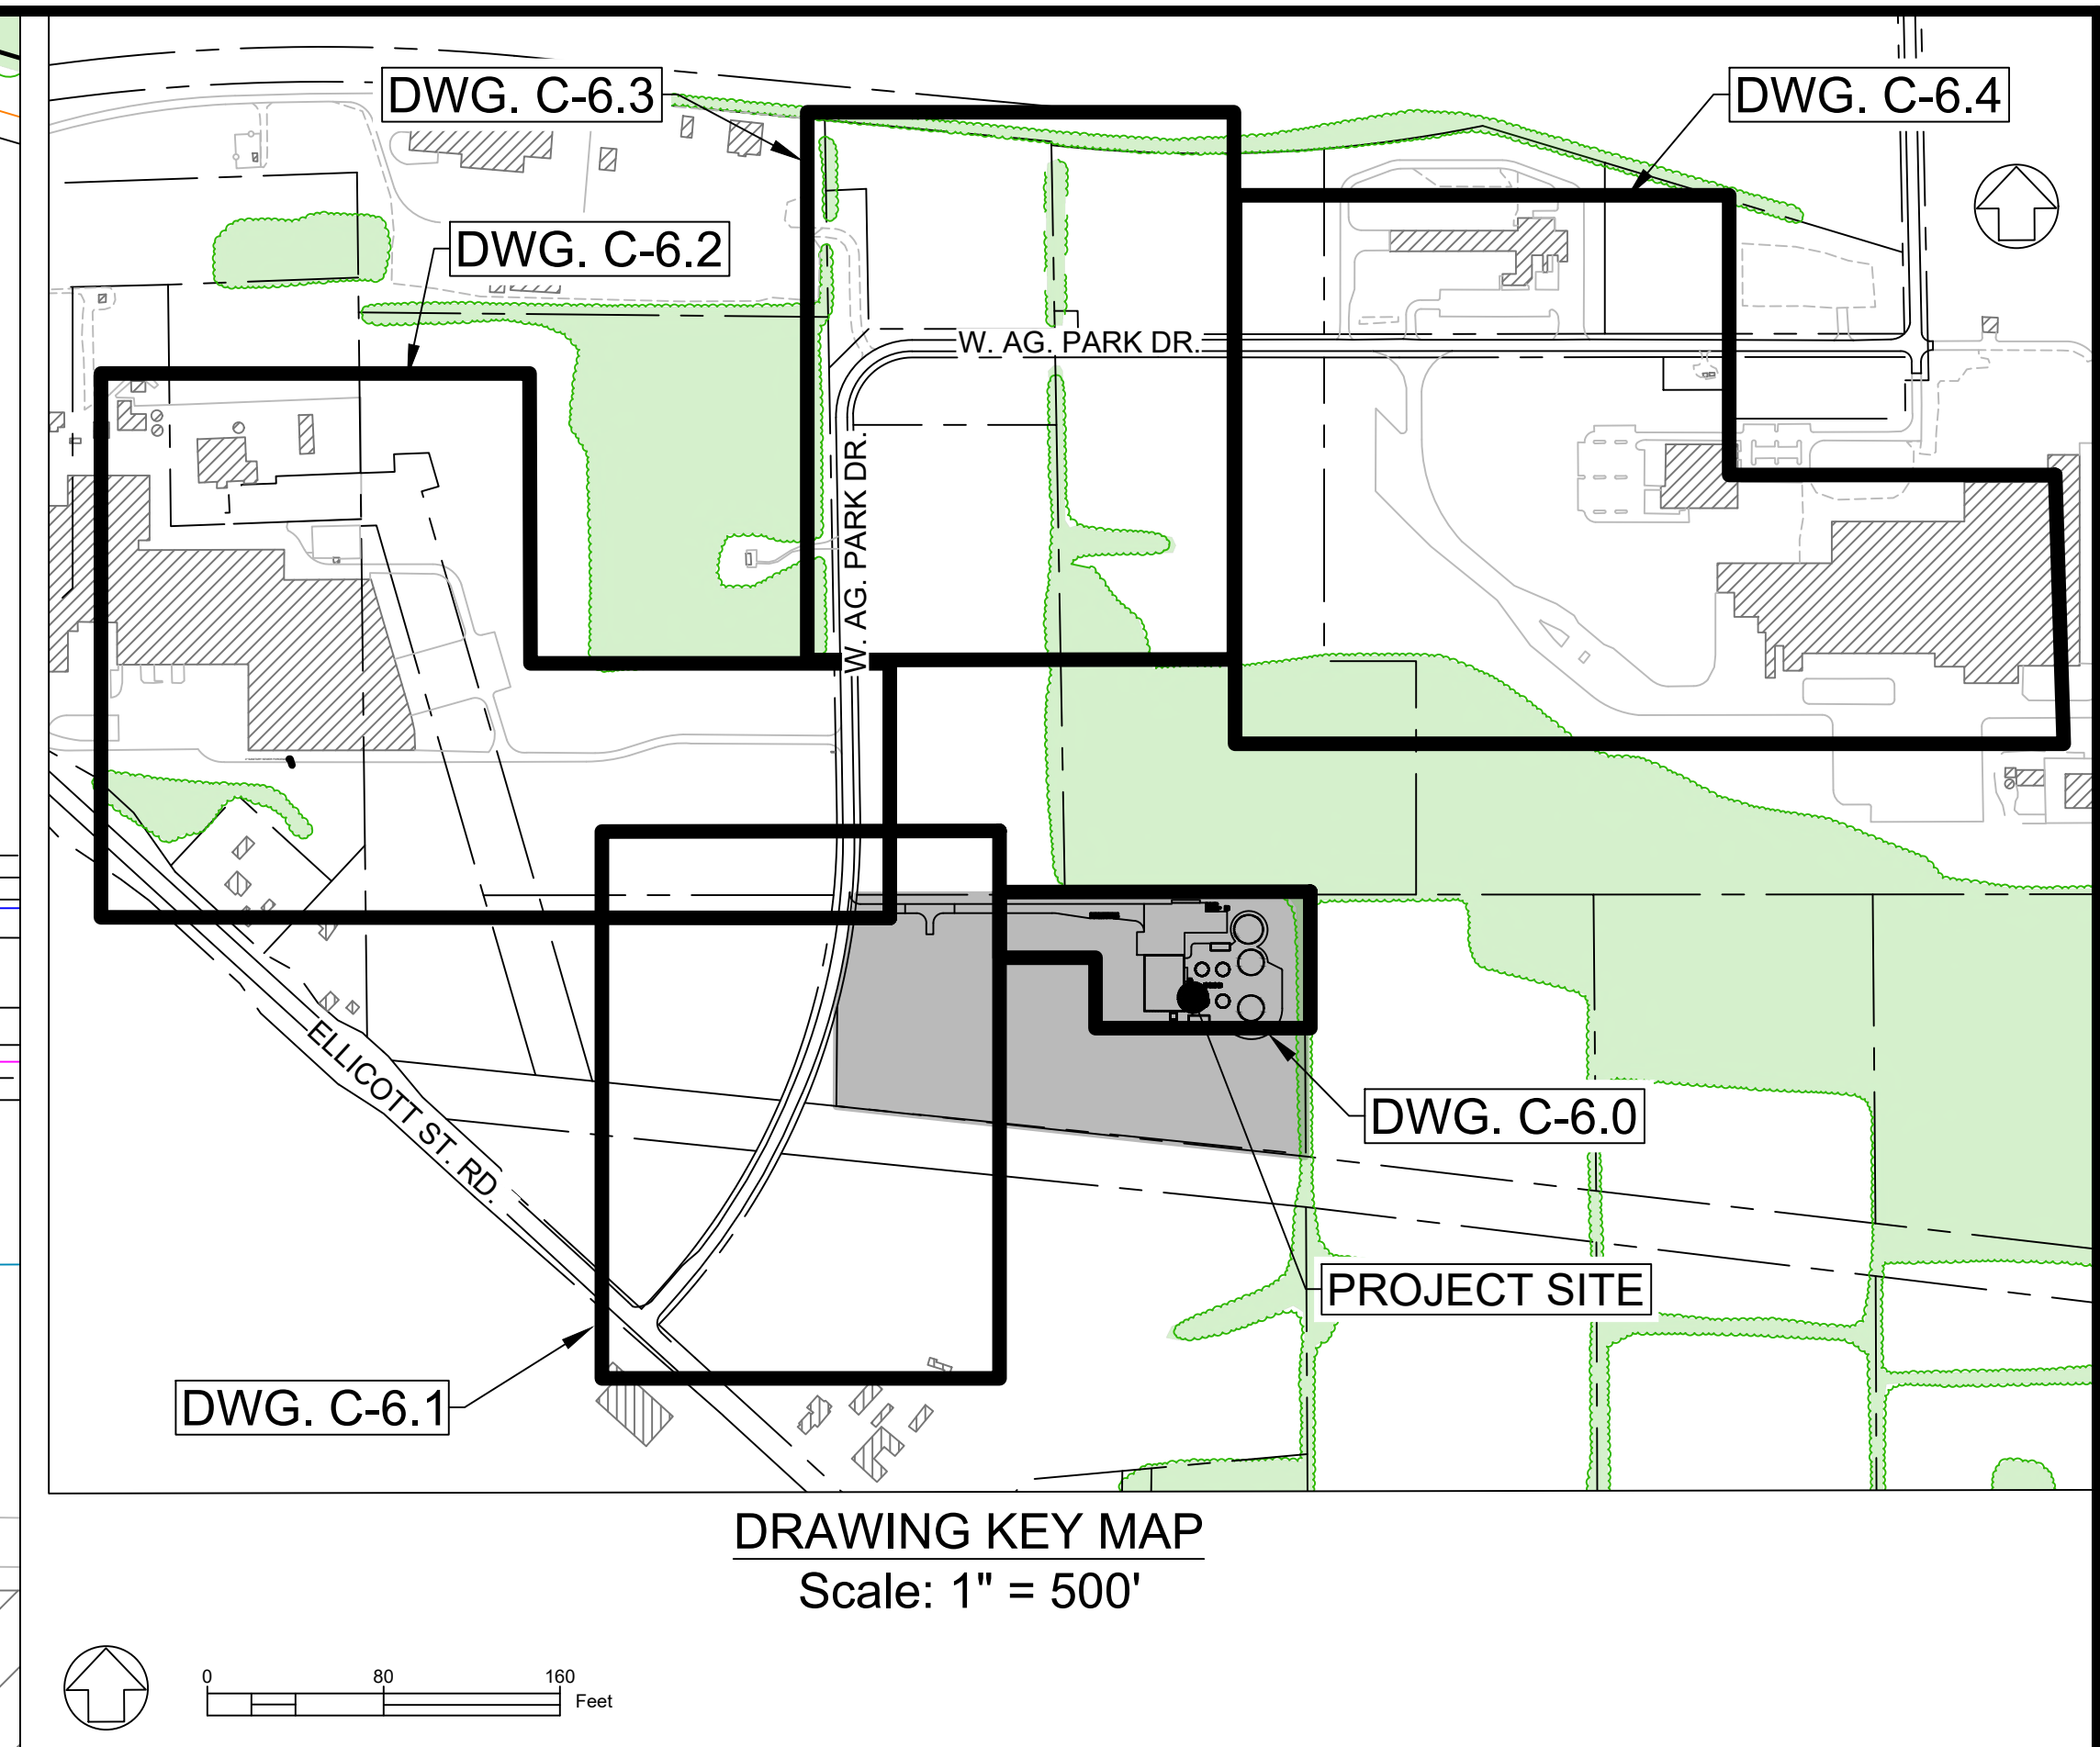 DWG. C-6.3
DWG. C-6.4
DWG. C-6.2
W. AG. PARK DR.
W. AG. PARK DR.
ELLICOTT ST. RD.
DWG. C-6.0
PROJECT SITE
DWG. C-6.1
DRAWING KEY MAP
Scale: 1" = 500'
0 80 160
Feet